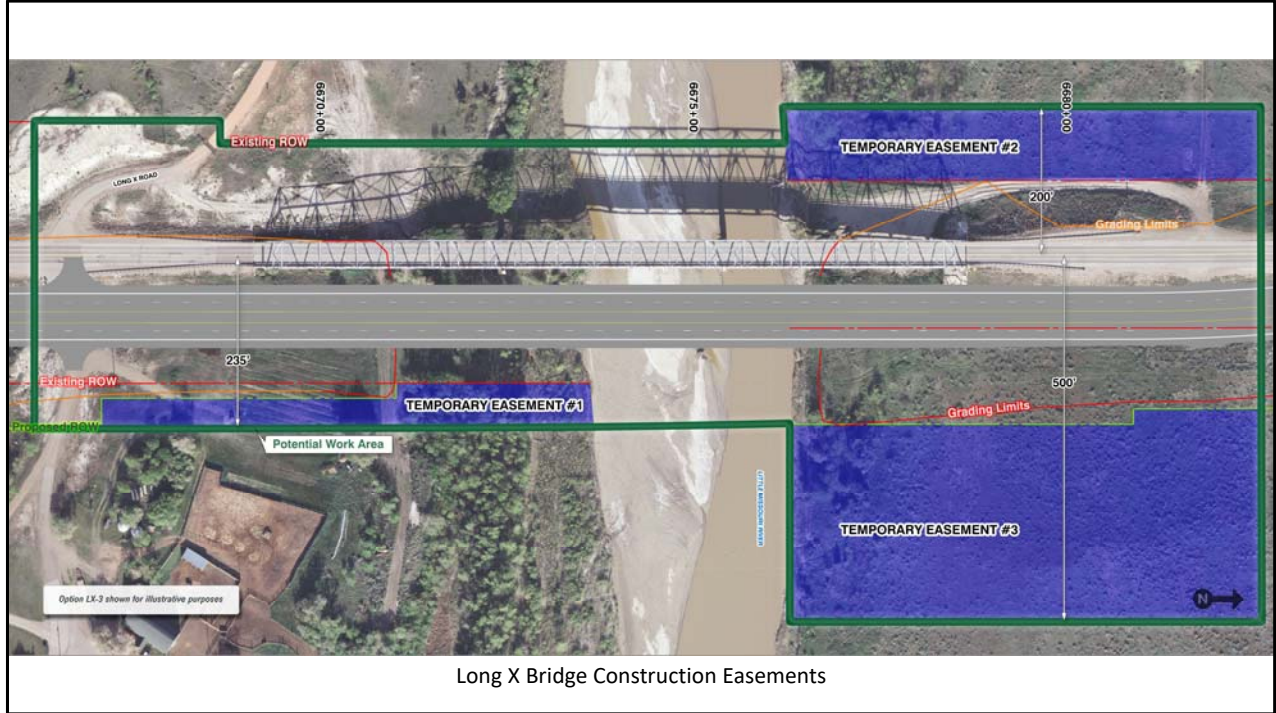 6670+00
6675+00
6680+00
Existing ROW
TEMPORARY EASEMENT #2
LONG X ROAD
200'
Grading Limits
235'
Existing ROW
500'
TEMPORARY EASEMENT #1
Grading Limits
Proposed ROW
Potential Work Area
LITTLE MISSOURI RIVER
TEMPORARY EASEMENT #3
Option LX-3 shown for illustrative purposes
N
Long X Bridge Construction Easements